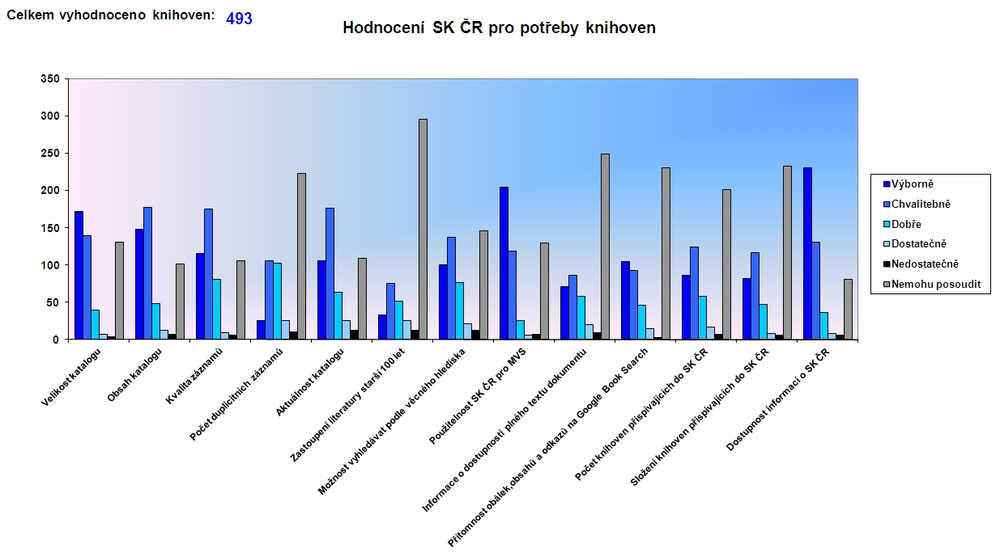 Celkem vyhodnoceno knihoven: 493
Hodnocení SK ČR pro potřeby knihoven
350
300
250
200
150
100
50
0
Velikost katalogu
Obsah katalogu
Kvalita záznamů
Počet duplicitních záznamů
Aktuálnost katalogu
Zastoupení literatury starší 100 let
Možnost vyhledávat podle věcného hlediska
Použitelnost SK ČR pro MVS
Informace o dostupnosti plného textu dokumentu
Přítomnost obálek,obsahů a odkazů na Google Book Search
Počet knihoven přispívajících do SK ČR
Složení knihoven přispívajících do SK ČR
Dostupnost informací o SK ČR
Výborně
Chvalitebně
Dobře
Dostatečně
Nedostatečně
Nemohu posoudit